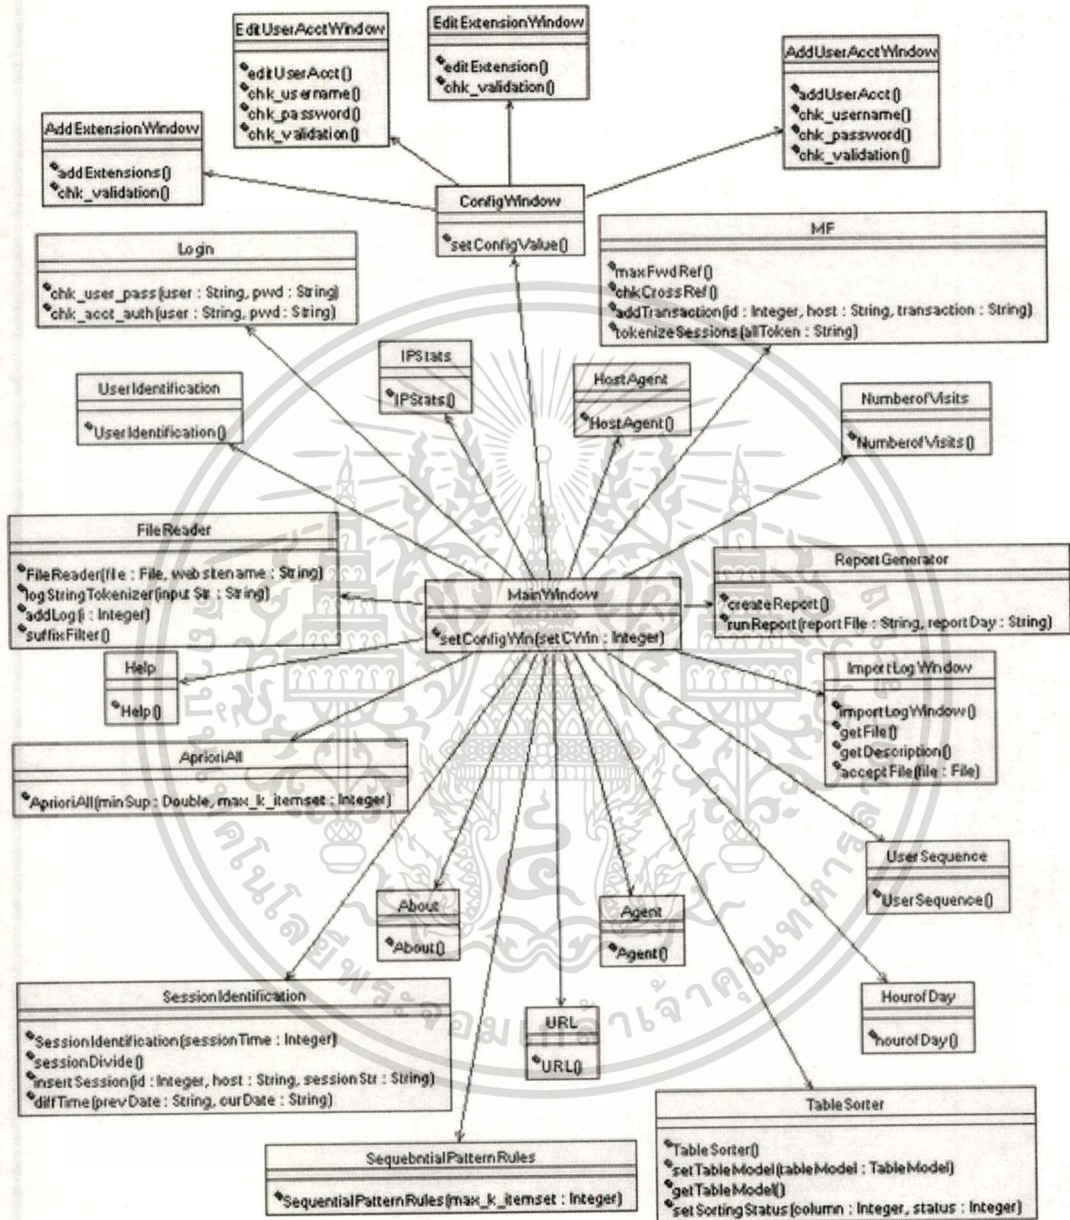 EditUserAcctWindow
editUserAcct()
chk_username()
chk_password()
chk_validation()
EditExtensionWindow
editExtension()
chk_validation()
AddUserAcctWindow
addUserAcct()
chk_username()
chk_password()
chk_validation()
AddExtensionWindow
addExtensions()
chk_validation()
ConfigWindow
setConfigValue()
MF
maxFwdRef()
chkCrossRef()
addTransaction(id : Integer, host : String, transaction : String)
tokenizeSessions(allToken : String)
Login
chk_user_pass(user : String, pwd : String)
chk_acct_auth(user : String, pwd : String)
IPStats
IPStats()
HostAgent
HostAgent()
UserIdentification
UserIdentification()
NumberofVisits
NumberofVisits()
FileReader
FileReader(file : File, webstename : String)
logStringTokenizer(inputStr : String)
addLog(i : Integer)
suffixFilter()
MainWindow
setConfigWin(setCWin : Integer)
ReportGenerator
createReport()
runReport(reportFile : String, reportDay : String)
Help
Help()
ImportLogWindow
importLogWindow()
getFile()
getDescription()
acceptFile(file : File)
AprioriAll
AprioriAll(minSup : Double, max_k_itemset : Integer)
UserSequence
UserSequence()
About
About()
Agent
Agent()
SessionIdentification
SessionIdentification(sessionTime : Integer)
sessionDivide()
insertSession(id : Integer, host : String, sessionStr : String)
diffTime(prevDate : String, curDate : String)
URL
URL()
HourofDay
hourofDay()
SequebntialPatternRules
SequentialPatternRules(max_k_itemset : Integer)
TableSorter
TableSorter()
setTableModel(tableModel : TableModel)
getTableModel()
setSortingStatus(column : Integer, status : Integer)